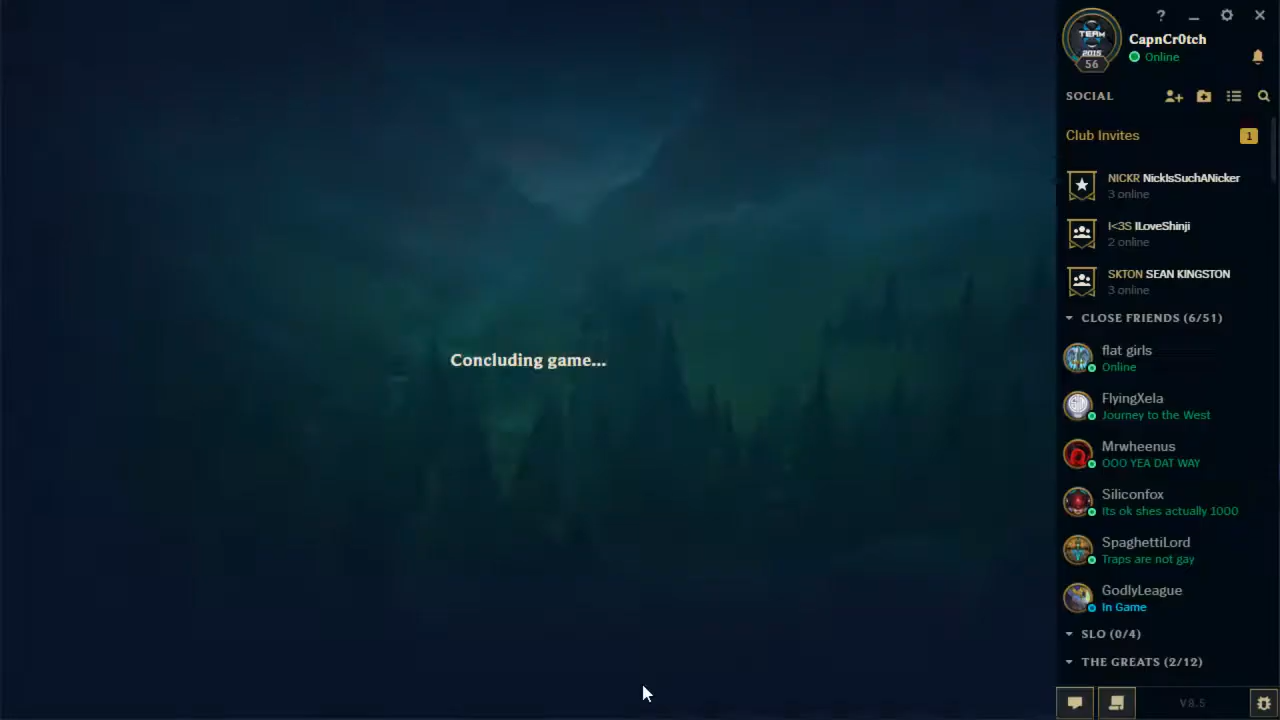 ?
TEAM
2015
56
CapnCr0tch
Online
SOCIAL
Club Invites
1
NICKR NickIsSuchANicker
3 online
I<3S ILoveShinji
2 online
SKTON SEAN KINGSTON
3 online
CLOSE FRIENDS (6/51)
flat girls
Online
FlyingXela
Journey to the West
Mrwheenus
OOO YEA DAT WAY
Siliconfox
Its ok shes actually 1000
SpaghettiLord
Traps are not gay
GodlyLeague
In Game
SLO (0/4)
THE GREATS (2/12)
V8.5
Concluding game...